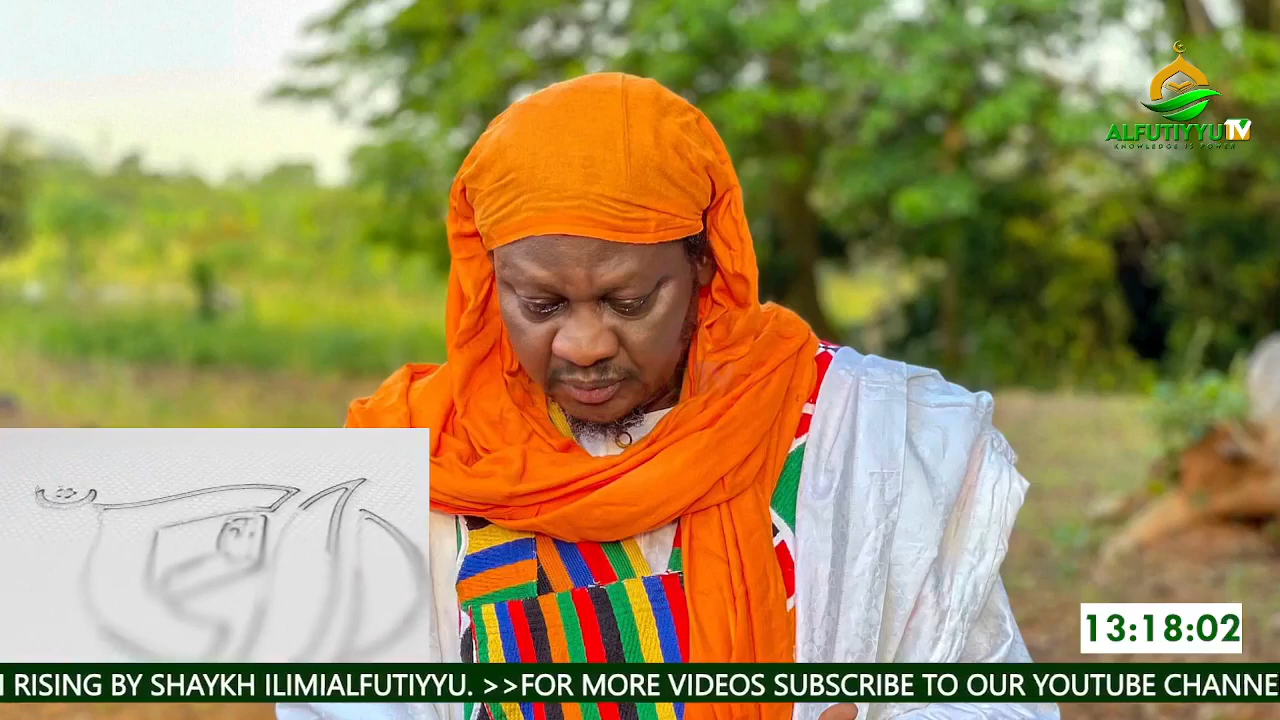 ALFUTIYYU TV
KNOWLEDGE IS POWER
13:18:02
RISING BY SHAYKH ILIMIALFUTIYYU. >>FOR MORE VIDEOS SUBSCRIBE TO OUR YOUTUBE CHANNE